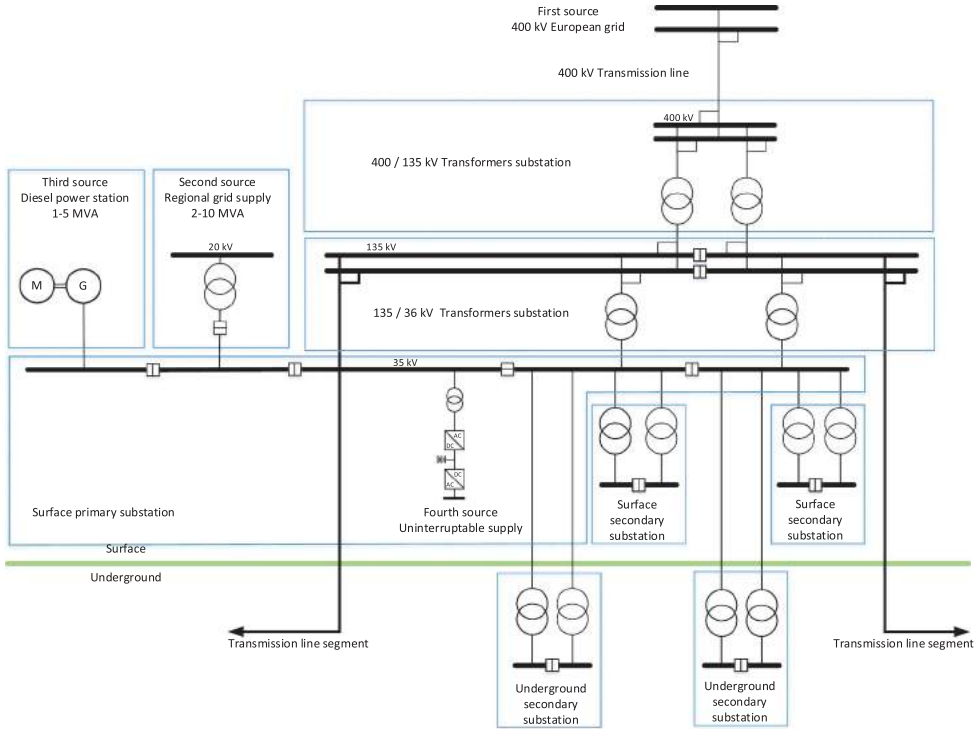 First source
400 kV European grid
400 kV Transmission line
400 kV
400 / 135 kV Transformers substation
Third source
Diesel power station
1-5 MVA
Second source
Regional grid supply
2-10 MVA
20 kV
135 kV
M
G
135 / 36 kV Transformers substation
35 kV
AC
DC
DC
AC
Surface primary substation
Fourth source
Uninterruptable supply
Surface
secondary
substation
Surface
secondary
substation
Surface
Underground
Transmission line segment
Transmission line segment
Underground
secondary
substation
Underground
secondary
substation